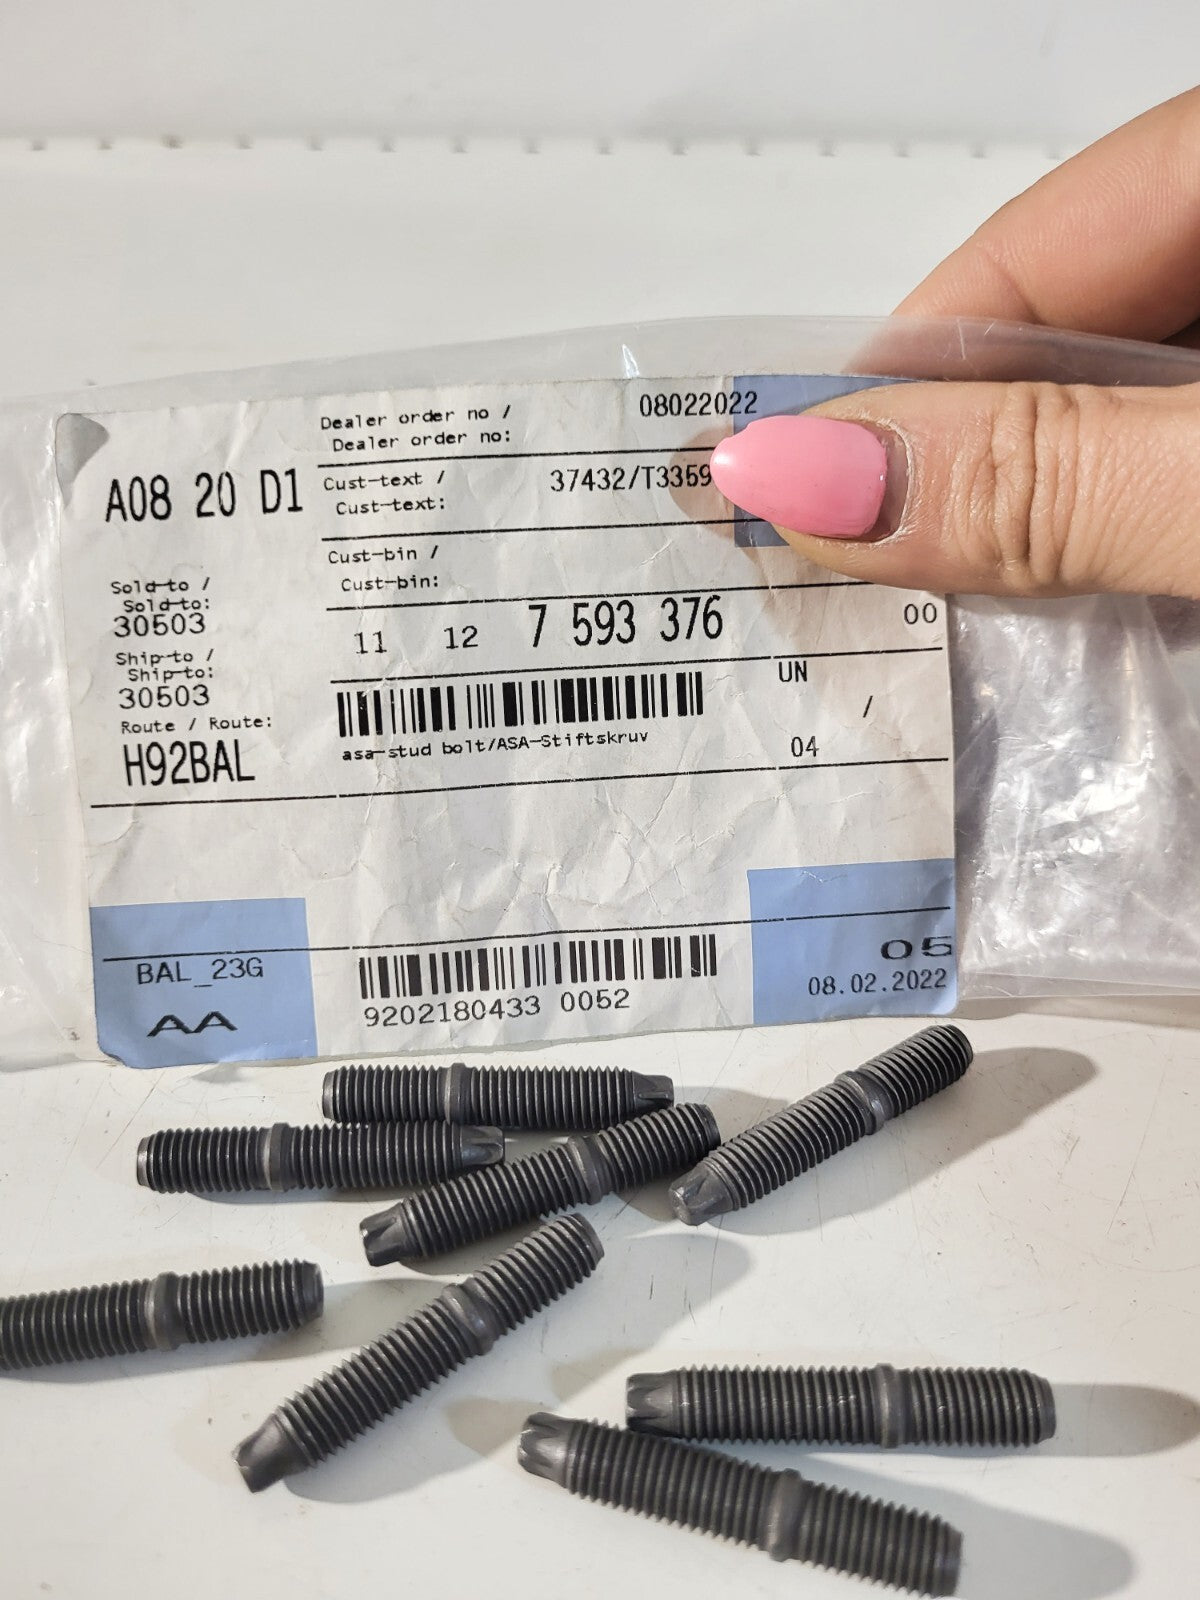 Dealer order no / 08022022
Dealer order no:
A08 20 D1
Cust-text / 37432/T3359
Cust-text:
Cust-bin /
Cust-bin:
Sold-to /
Sold-to:
30503
Ship-to /
Ship-to:
30503
Route / Route:
H92BAL
11 12 7 593 376 00
UN
/
asa-stud bolt/ASA-Stiftskruv
04
BAL_23G
AA
9202180433 0052
05
08.02.2022